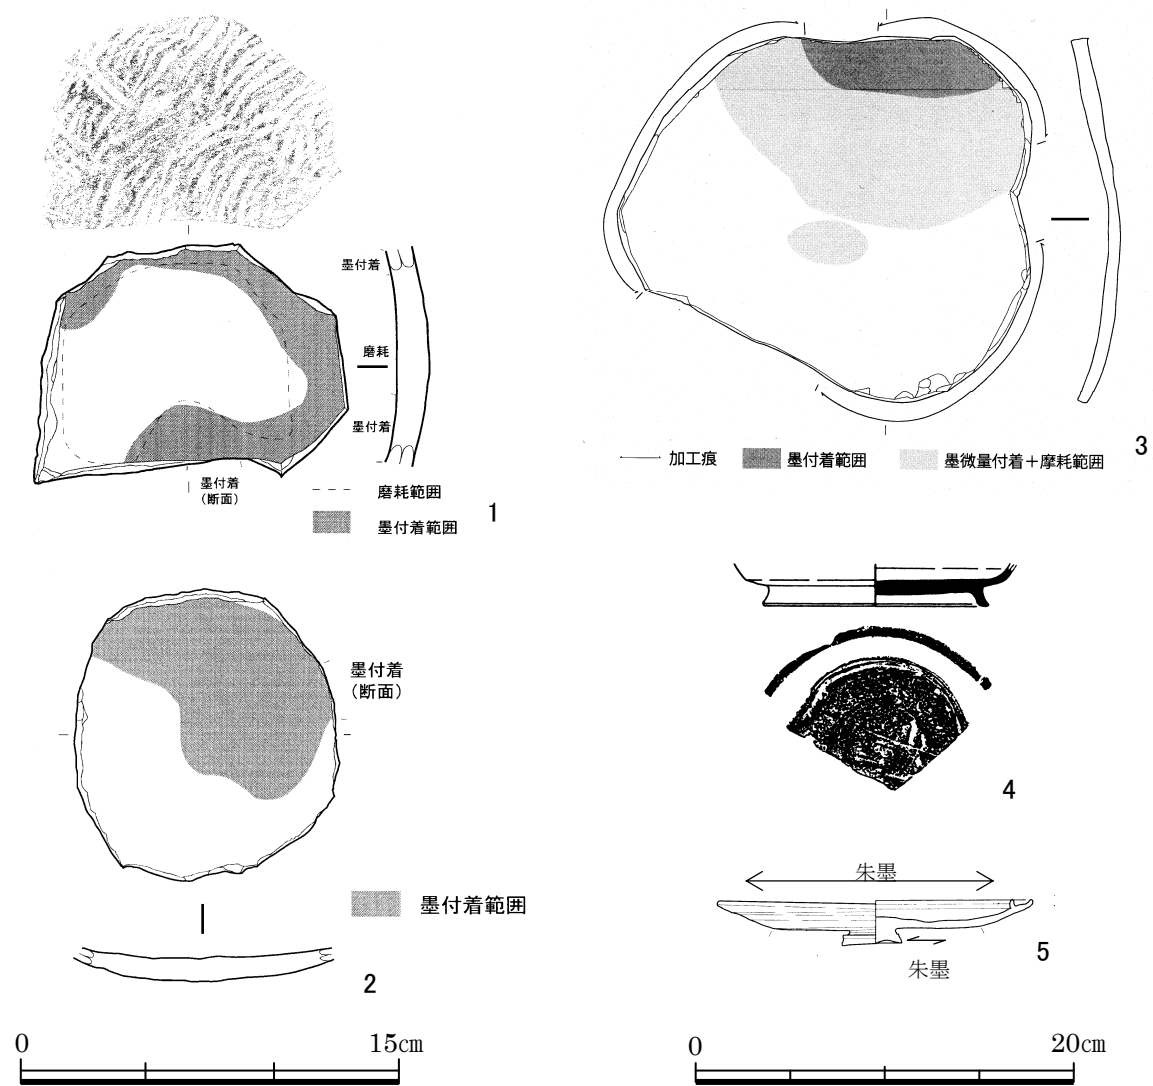 墨付着
磨耗
墨付着
墨付着
(断面)
磨耗範囲
墨付着範囲
1
墨付着
(断面)
墨付着範囲
2
0 15cm
加工痕 墨付着範囲 墨微量付着+摩耗範囲
3
4
朱墨
朱墨
5
0 20cm